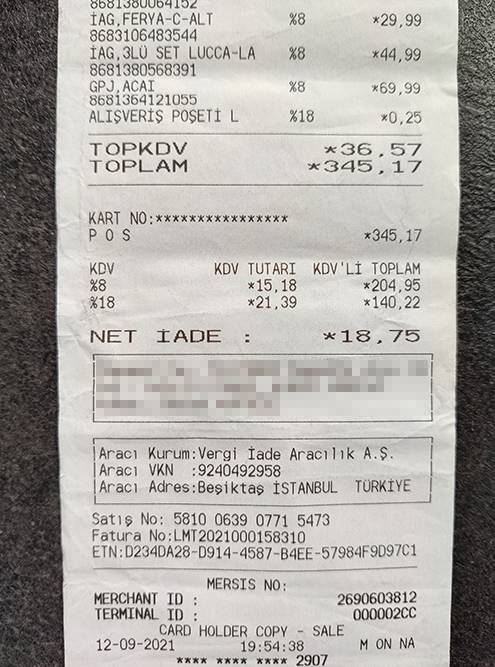 8681380064152
İAG,FERYA-C-ALT %8 *29,99
8683106483544
İAG,3LÜ SET LUCCA-LA %8 *44,99
8681380568391
GPJ,ACAI %8 *69,99
8681364121055
ALIŞVERİŞ POŞETİ L %18 *0,25
TOPKDV *36,57
TOPLAM *345,17
KART NO:****************
P O S *345,17
KDV KDV TUTARI KDV'Lİ TOPLAM
%8 *15,18 *204,95
%18 *21,39 *140,22
NET İADE : *18,75
Aracı Kurum:Vergi İade Aracılık A.Ş.
Aracı VKN :9240492958
Aracı Adres:Beşiktaş İSTANBUL TÜRKİYE
Satış No: 5810 0639 0771 5473
Fatura No:LMT2021000158310
ETN:D234DA28-D914-4587-B4EE-57984F9D97C1
MERSIS NO:
MERCHANT ID : 2690603812
TERMINAL ID : 000002CC
CARD HOLDER COPY - SALE
12-09-2021 19:54:38 M ON NA
**** **** **** 2907